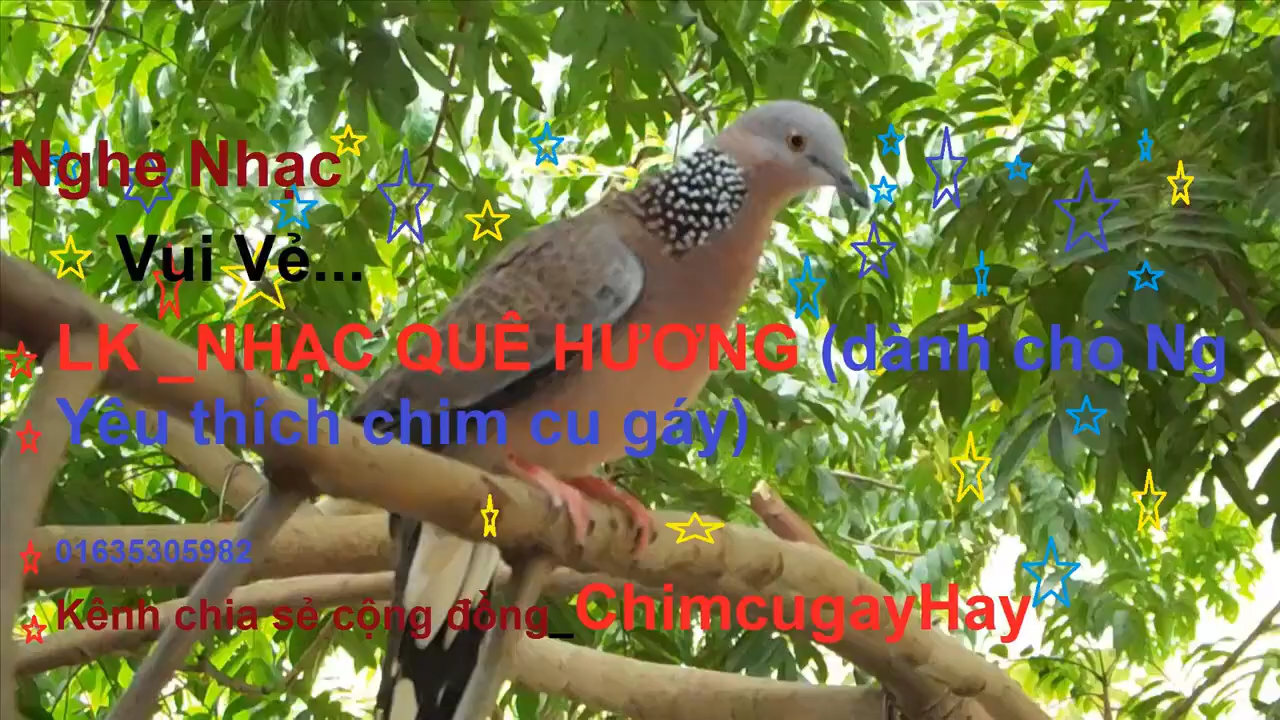 Nghe Nhạc
Vui Vẻ...
LK _NHẠC QUÊ HƯƠNG (dành cho Ng
Yêu thích chim cu gáy)
01635305982
Kênh chia sẻ cộng đồng_ChimcugayHay